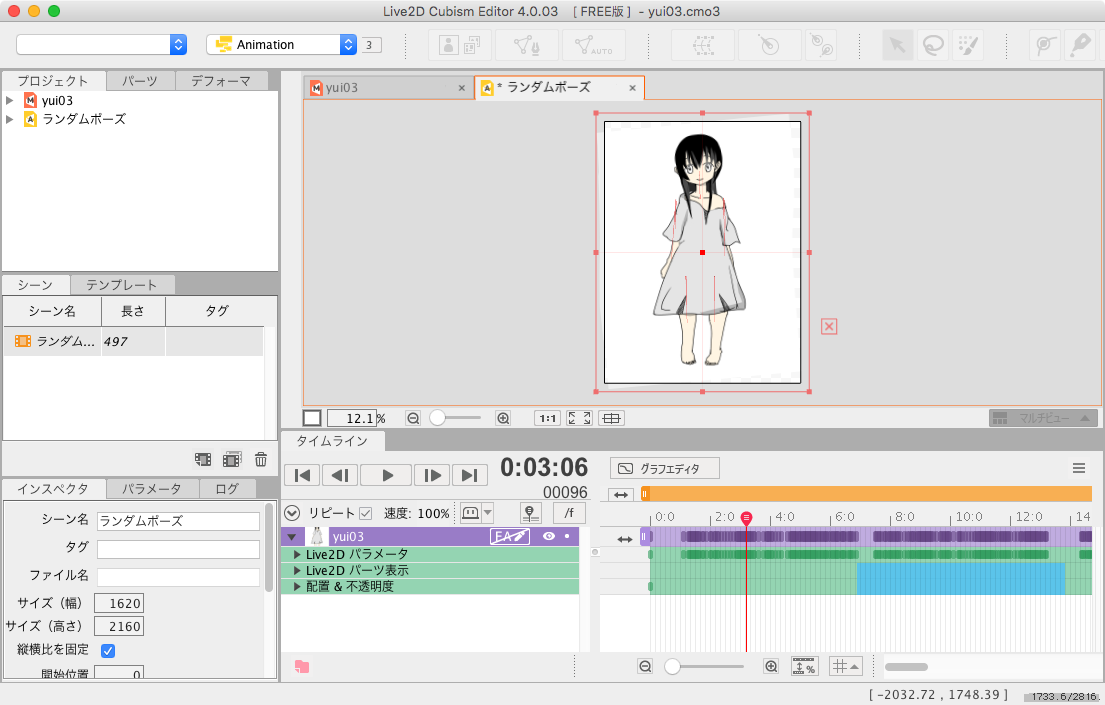 Live2D Cubism Editor 4.0.03 [ FREE版 ] - yui03.cmo3
Animation 3
AUTO
プロジェクト パーツ デフォーマ
yui03
ランダムポーズ
yui03 ×
* ランダムポーズ ×
シーン テンプレート
シーン名 長さ タグ
ランダム... 497
12.1% 1:1 マルチビュー
タイムライン
0:03:06
00096
グラフエディタ
リピート 速度: 100% /f
0:0 2:0 4:0 6:0 8:0 10:0 12:0 14
yui03 FA
Live2D パラメータ
Live2D パーツ表示
配置 & 不透明度
インスペクタ パラメータ ログ
シーン名 ランダムポーズ
タグ
ファイル名
サイズ（幅） 1620
サイズ（高さ） 2160
縦横比を固定
開始位置 0
%
[ -2032.72 , 1748.39 ] 1733.6/2816